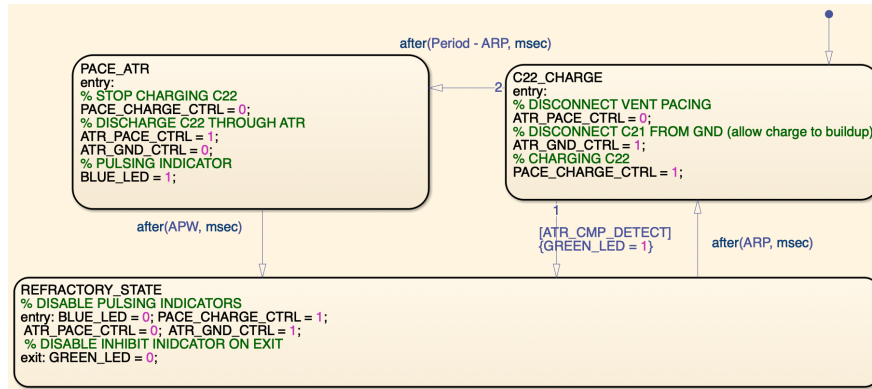 after(Period - ARP, msec)
PACE_ATR
entry:
% STOP CHARGING C22
PACE_CHARGE_CTRL = 0;
% DISCHARGE C22 THROUGH ATR
ATR_PACE_CTRL = 1;
ATR_GND_CTRL = 0;
% PULSING INDICATOR
BLUE_LED = 1;
2
C22_CHARGE
entry:
% DISCONNECT VENT PACING
ATR_PACE_CTRL = 0;
% DISCONNECT C21 FROM GND (allow charge to buildup)
ATR_GND_CTRL = 1;
% CHARGING C22
PACE_CHARGE_CTRL = 1;
after(APW, msec)
1
[ATR_CMP_DETECT]
{GREEN_LED = 1}
after(ARP, msec)
REFRACTORY_STATE
% DISABLE PULSING INDICATORS
entry: BLUE_LED = 0; PACE_CHARGE_CTRL = 1;
ATR_PACE_CTRL = 0; ATR_GND_CTRL = 1;
% DISABLE INHIBIT INIDCATOR ON EXIT
exit: GREEN_LED = 0;